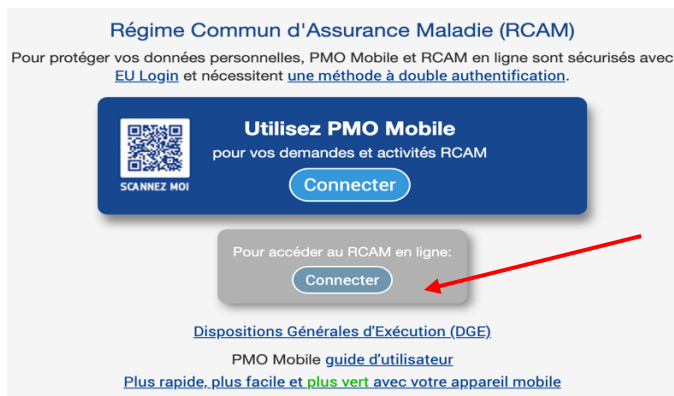 Régime Commun d'Assurance Maladie (RCAM)
Pour protéger vos données personnelles, PMO Mobile et RCAM en ligne sont sécurisés avec
EU Login et nécessitent une méthode à double authentification.
Utilisez PMO Mobile
pour vos demandes et activités RCAM
Connecter
SCANNEZ MOI
Pour accéder au RCAM en ligne:
Connecter
Dispositions Générales d'Exécution (DGE)
PMO Mobile guide d'utilisateur
Plus rapide, plus facile et plus vert avec votre appareil mobile